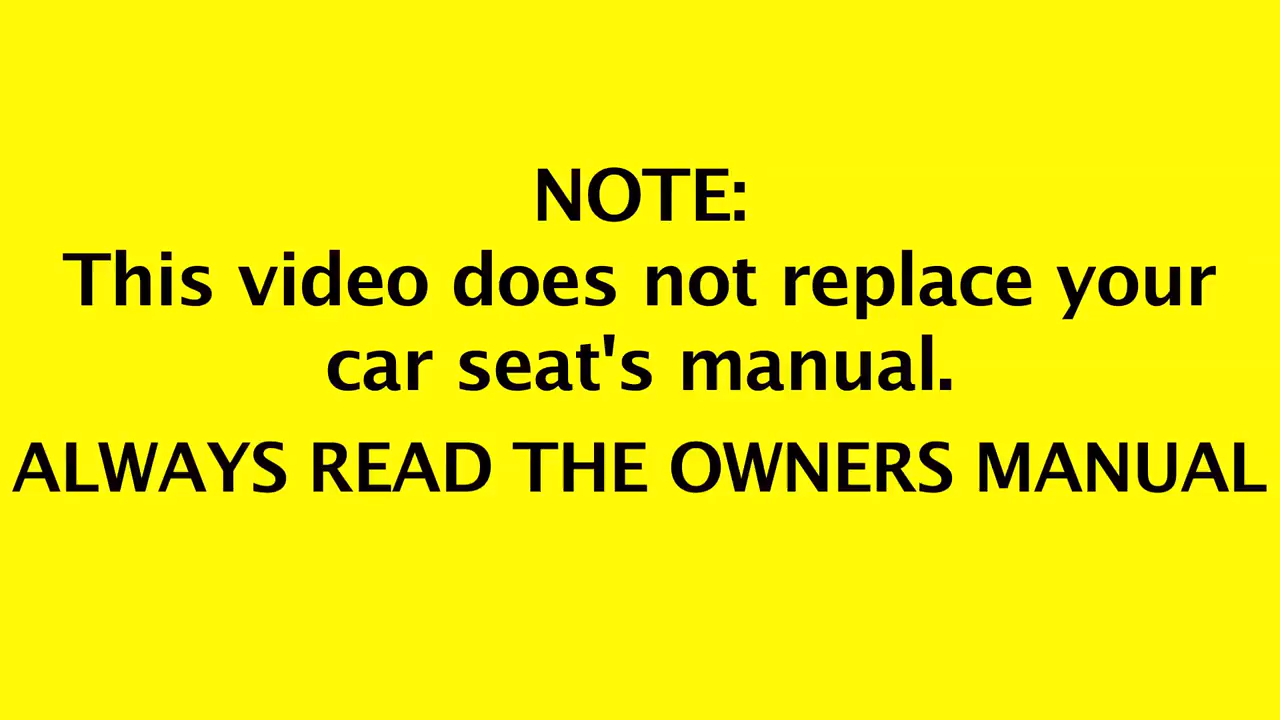 NOTE:
This video does not replace your
car seat's manual.
ALWAYS READ THE OWNERS MANUAL